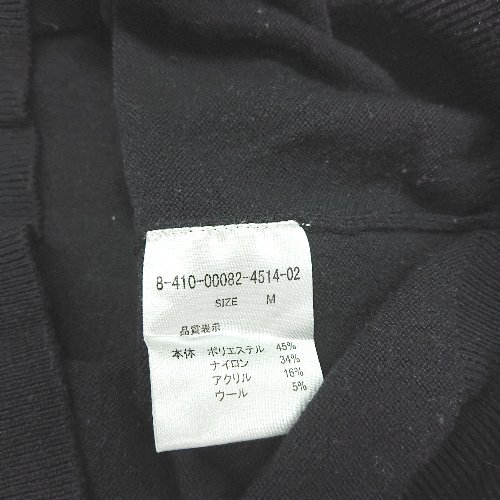 8-410-00082-4514-02
SIZE M
品質表示
本体 ポリエステル 45%
ナイロン 34%
アクリル 16%
ウール 5%